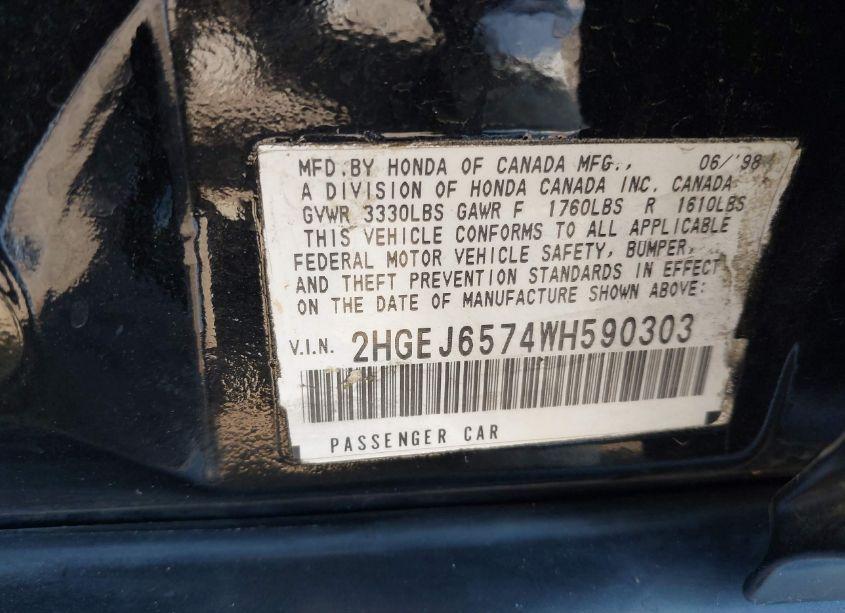 MFD.BY HONDA OF CANADA MFG., 06/'98
A DIVISION OF HONDA CANADA INC. CANADA
GVWR 3330LBS GAWR F 1760LBS R 1610LBS
THIS VEHICLE CONFORMS TO ALL APPLICABLE
FEDERAL MOTOR VEHICLE SAFETY, BUMPER,
AND THEFT PREVENTION STANDARDS IN EFFECT
ON THE DATE OF MANUFACTURE SHOWN ABOVE:
V.I.N. 2HGEJ6574WH590303
PASSENGER CAR